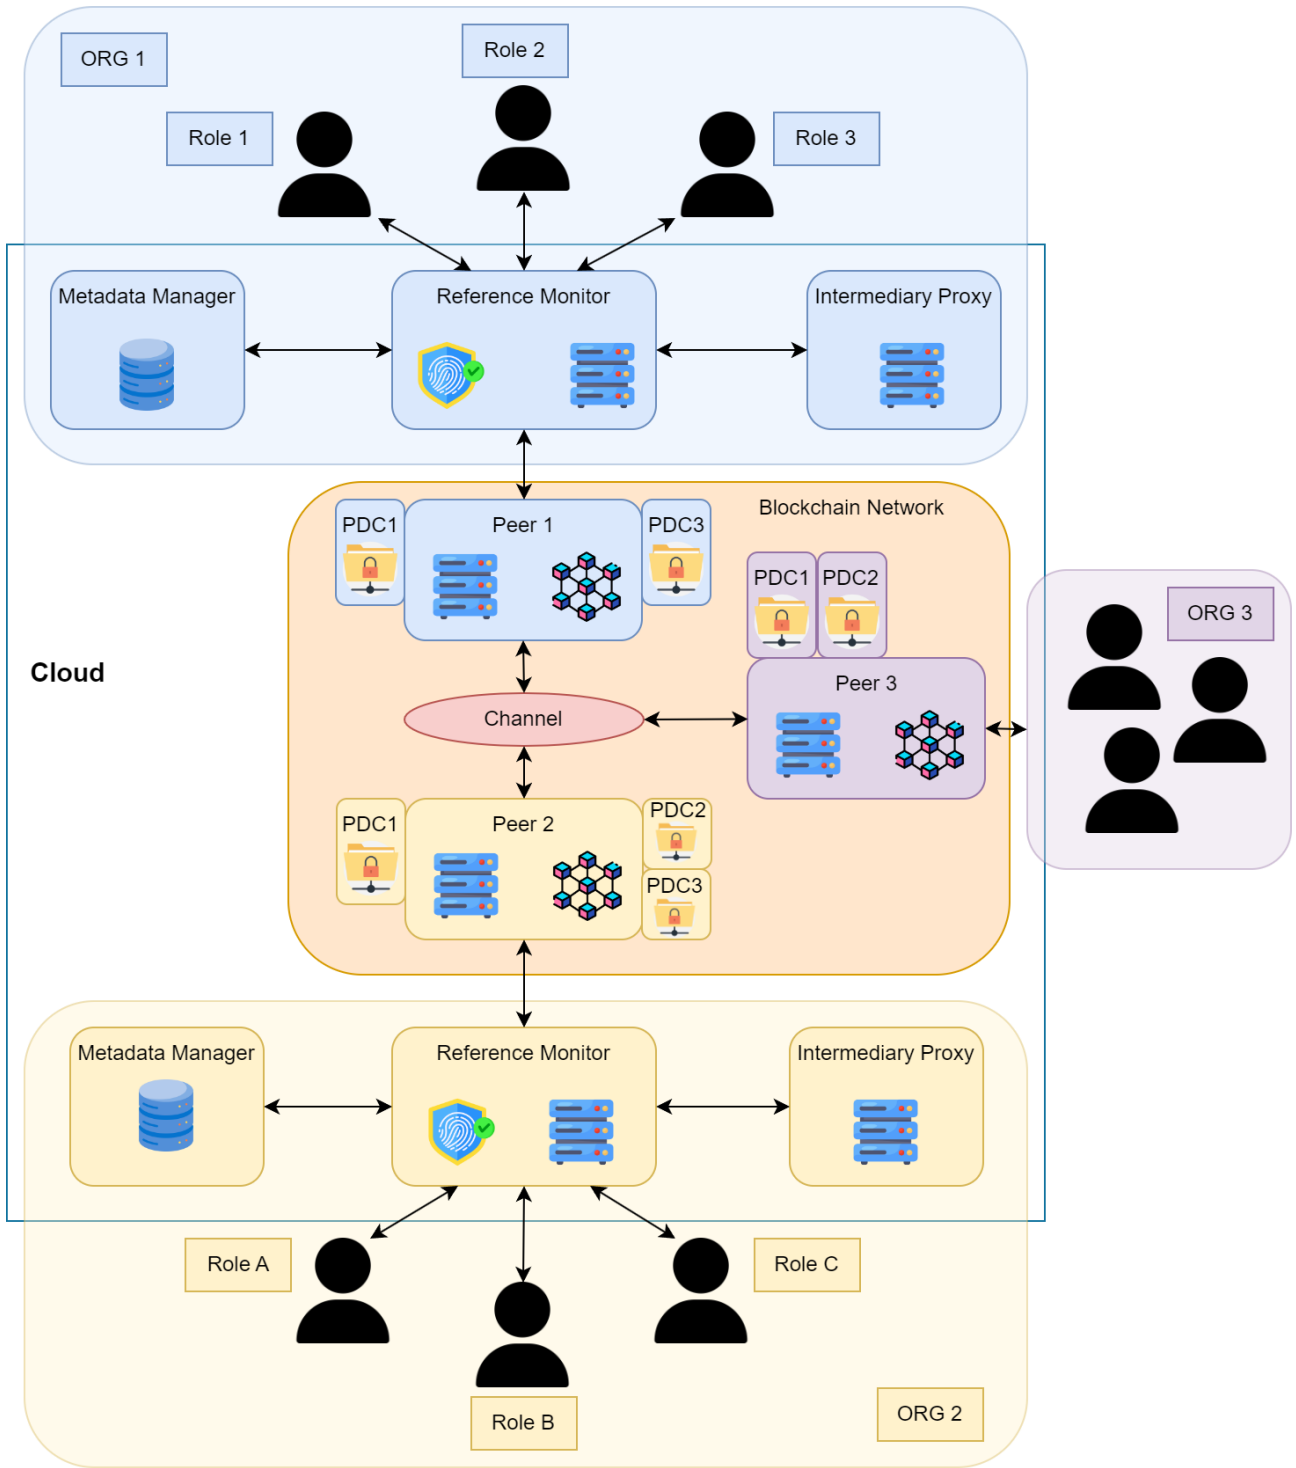 ORG 1
Role 2
Role 1
Role 3
Metadata Manager
Reference Monitor
Intermediary Proxy
Blockchain Network
PDC1
Peer 1
PDC3
PDC1
PDC2
ORG 3
Cloud
Peer 3
Channel
PDC1
Peer 2
PDC2
PDC3
Metadata Manager
Reference Monitor
Intermediary Proxy
Role A
Role C
Role B
ORG 2